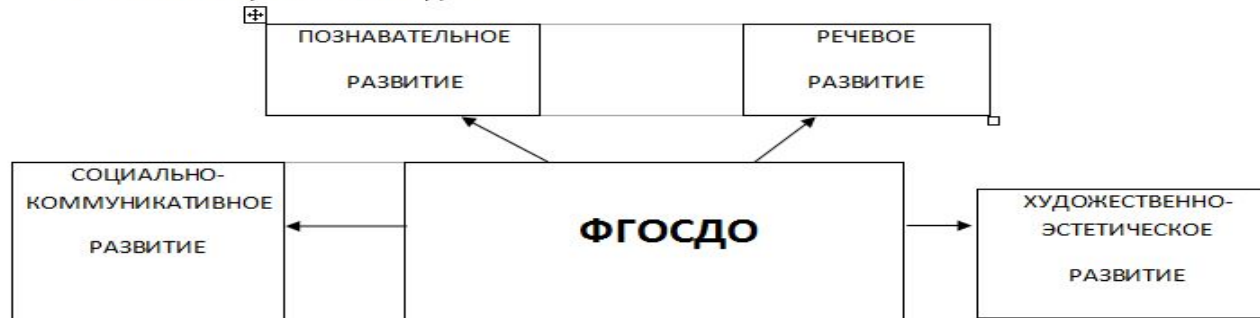 ПОЗНАВАТЕЛЬНОЕ
РАЗВИТИЕ
РЕЧЕВОЕ
РАЗВИТИЕ
СОЦИАЛЬНО-
КОММУНИКАТИВНОЕ
РАЗВИТИЕ
ФГОСДО
ХУДОЖЕСТВЕННО-
ЭСТЕТИЧЕСКОЕ
РАЗВИТИЕ